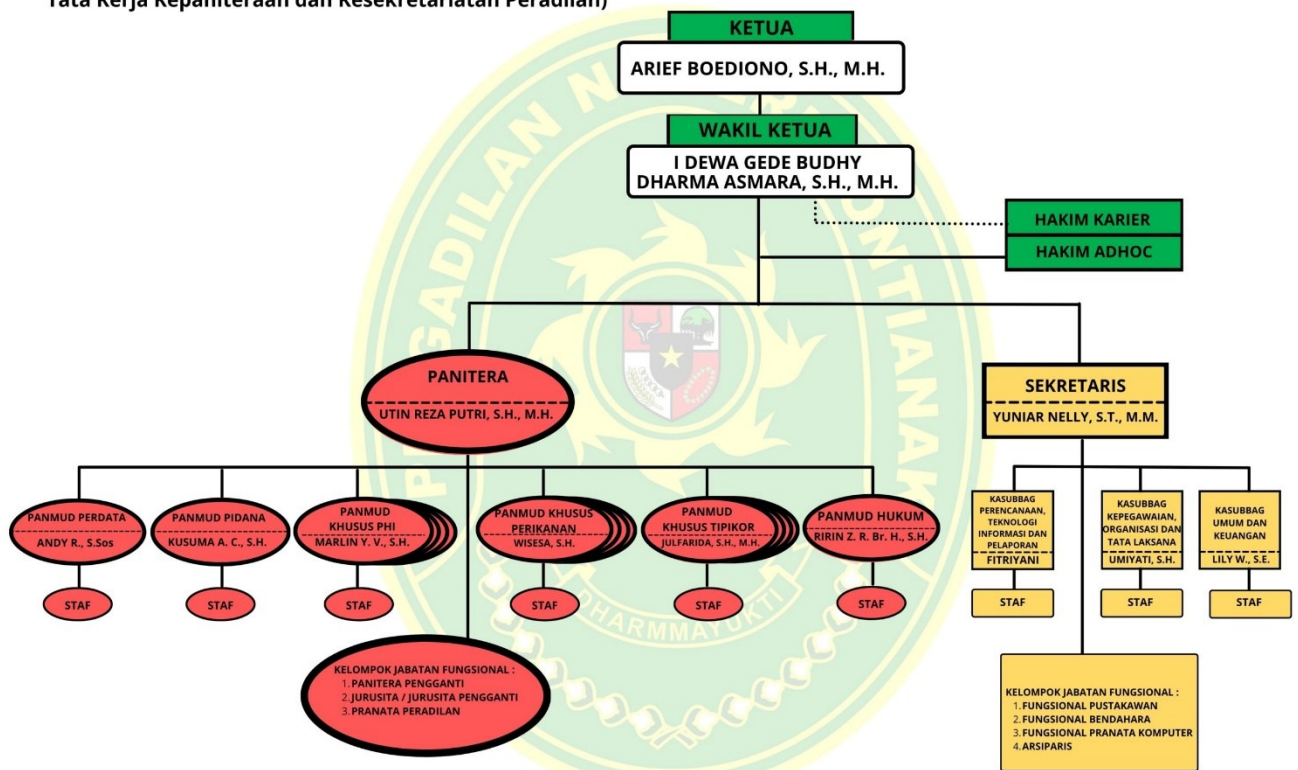 Tata Kerja Kepaniteraan dan Kesekretariatan Peradilan)
KETUA
ARIEF BOEDIONO, S.H., M.H.
WAKIL KETUA
I DEWA GEDE BUDHY
DHARMA ASMARA, S.H., M.H.
HAKIM KARIER
HAKIM ADHOC
PANITERA
UTIN REZA PUTRI, S.H., M.H.
SEKRETARIS
YUNIAR NELLY, S.T., M.M.
PANMUD PERDATA
ANDY R., S.Sos
PANMUD PIDANA
KUSUMA A. C., S.H.
PANMUD
KHUSUS PHI
MARLIN Y. V., S.H.
PANMUD KHUSUS
PERIKANAN
WISESA, S.H.
PANMUD
KHUSUS TIPIKOR
JULFARIDA, S.H., M.H.
PANMUD HUKUM
RIRIN Z. R. Br. H., S.H.
KASUBBAG
PERENCANAAN,
TEKNOLOGI
INFORMASI DAN
PELAPORAN
FITRIYANI
KASUBBAG
KEPEGAWAIAN,
ORGANISASI DAN
TATA LAKSANA
UMIYATI, S.H.
KASUBBAG
UMUM DAN
KEUANGAN
LILY W., S.E.
STAF
STAF
STAF
STAF
STAF
STAF
STAF
STAF
STAF
KELOMPOK JABATAN FUNGSIONAL :
1. PANITERA PENGGANTI
2. JURUSITA / JURUSITA PENGGANTI
3. PRANATA PERADILAN
KELOMPOK JABATAN FUNGSIONAL :
1. FUNGSIONAL PUSTAKAWAN
2. FUNGSIONAL BENDAHARA
3. FUNGSIONAL PRANATA KOMPUTER
4. ARSIPARIS
DHARMMAYUKTI